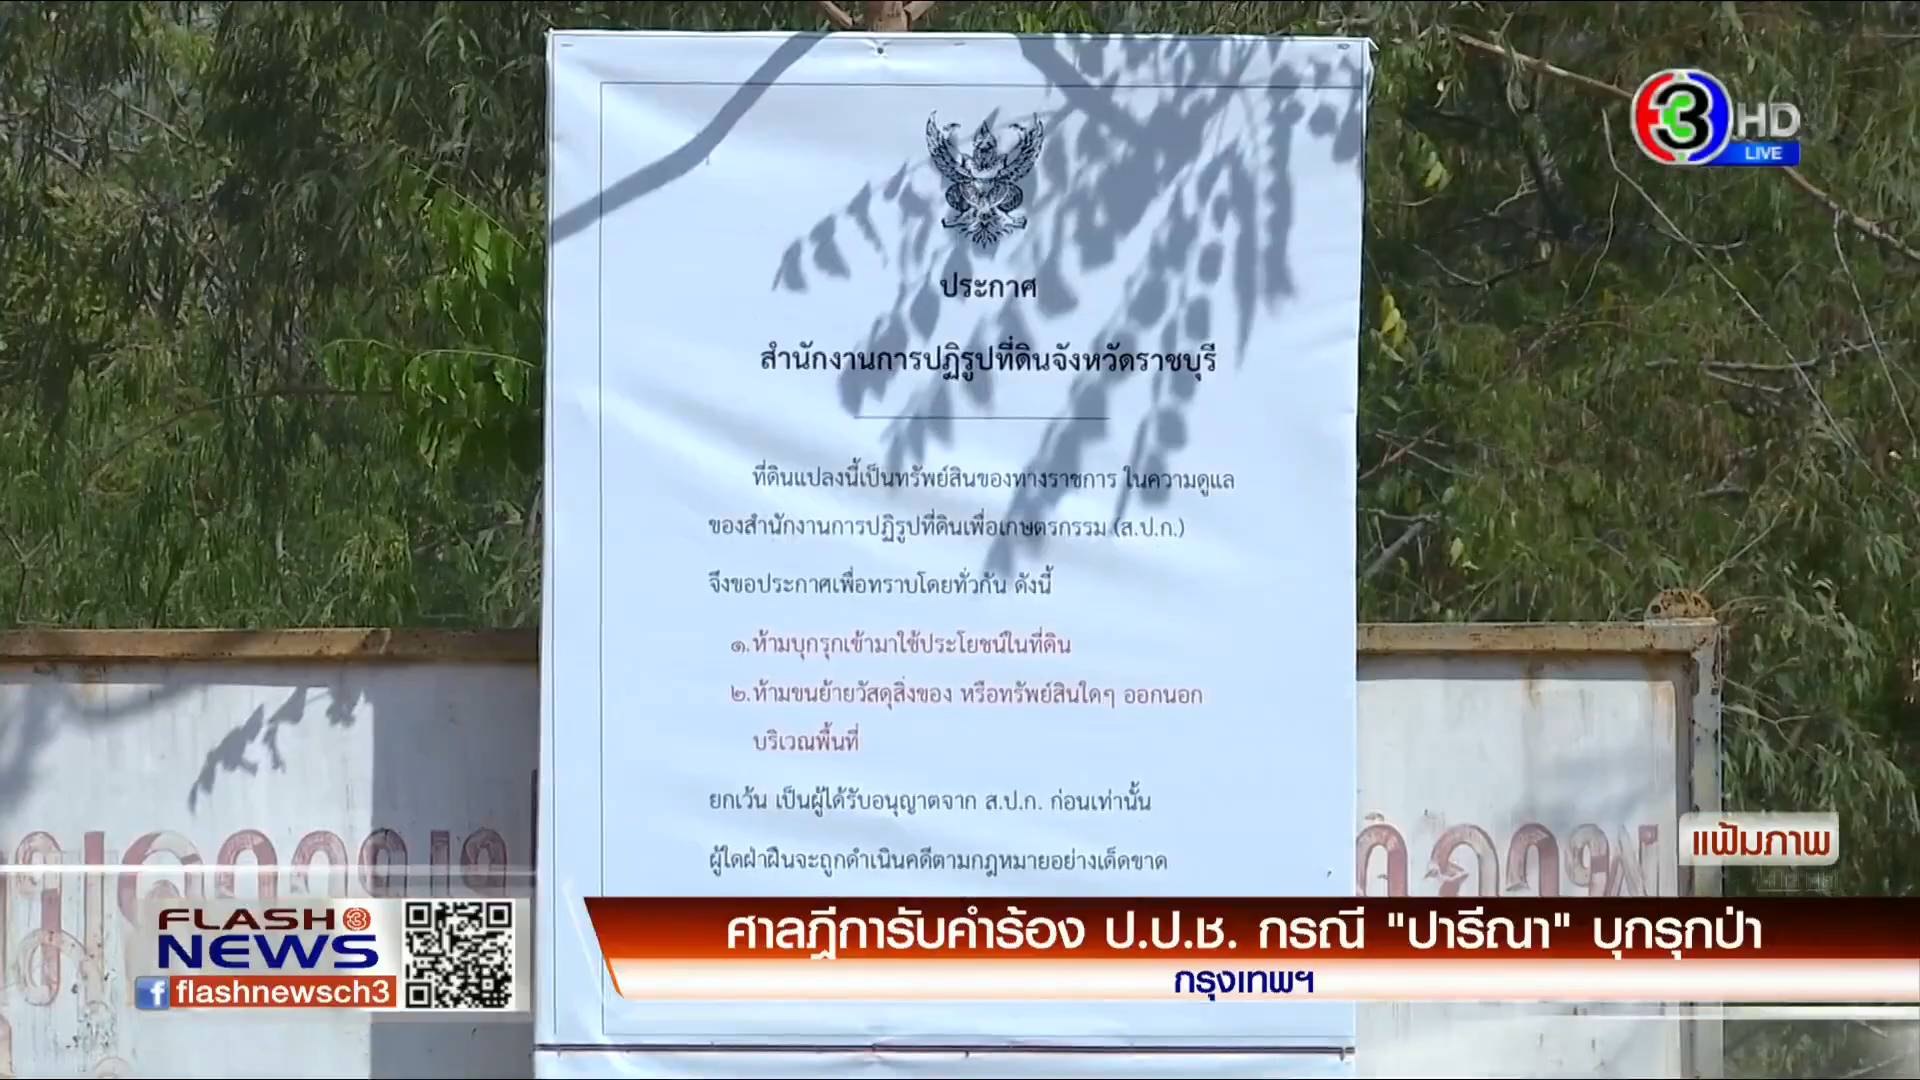 3 HD
LIVE
ประกาศ
สำนักงานการปฏิรูปที่ดินจังหวัดราชบุรี
ที่ดินแปลงนี้เป็นทรัพย์สินของทางราชการ ในความดูแล
ของสำนักงานการปฏิรูปที่ดินเพื่อเกษตรกรรม (ส.ป.ก.)
จึงขอประกาศเพื่อทราบโดยทั่วกัน ดังนี้
๑.ห้ามบุกรุกเข้ามาใช้ประโยชน์ในที่ดิน
๒.ห้ามขนย้ายวัสดุสิ่งของ หรือทรัพย์สินใดๆ ออกนอก
บริเวณพื้นที่
ยกเว้น เป็นผู้ได้รับอนุญาตจาก ส.ป.ก. ก่อนเท่านั้น
ผู้ใดฝ่าฝืนจะถูกดำเนินคดีตามกฎหมายอย่างเด็ดขาด
แฟ้มภาพ
FLASH 3
NEWS
f flashnewsch3
ศาลฎีการับคำร้อง ป.ป.ช. กรณี "ปารีณา" บุกรุกป่า
กรุงเทพฯ